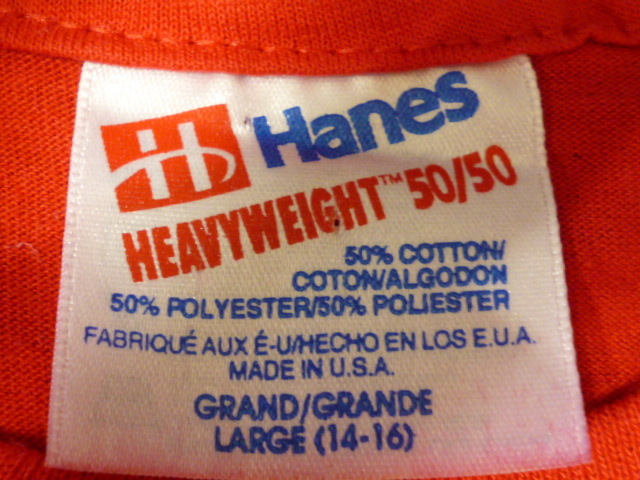 H Hanes
HEAVYWEIGHT™ 50/50
50% COTTON/
COTON/ALGODON
50% POLYESTER/50% POLIESTER
FABRIQUÉ AUX É-U/HECHO EN LOS E.U.A.
MADE IN U.S.A.
GRAND/GRANDE
LARGE (14-16)